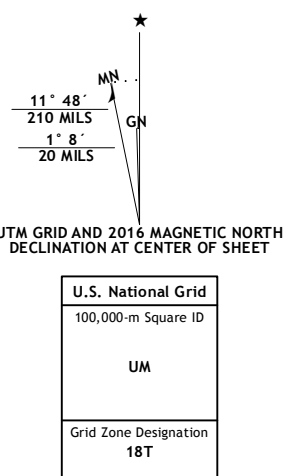 MN
11° 48´
210 MILS
GN
1° 8´
20 MILS
UTM GRID AND 2016 MAGNETIC NORTH
DECLINATION AT CENTER OF SHEET
U.S. National Grid
100,000-m Square ID
UM
Grid Zone Designation
18T